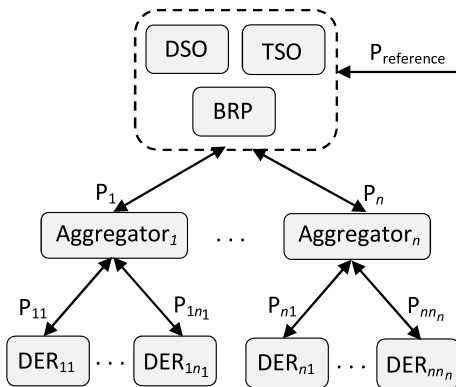 DSO TSO
P_reference
BRP
P_1 P_n
Aggregator_1 . . . Aggregator_n
P_11 P_1n_1 P_n1 P_nn_n
DER_11 . . . DER_1n_1 DER_n1 . . . DER_nn_n